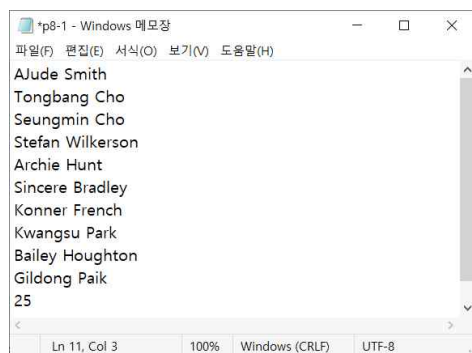 *p8-1 - Windows 메모장
파일(F) 편집(E) 서식(O) 보기(V) 도움말(H)
AJude Smith
Tongbang Cho
Seungmin Cho
Stefan Wilkerson
Archie Hunt
Sincere Bradley
Konner French
Kwangsu Park
Bailey Houghton
Gildong Paik
25
Ln 11, Col 3 100% Windows (CRLF) UTF-8